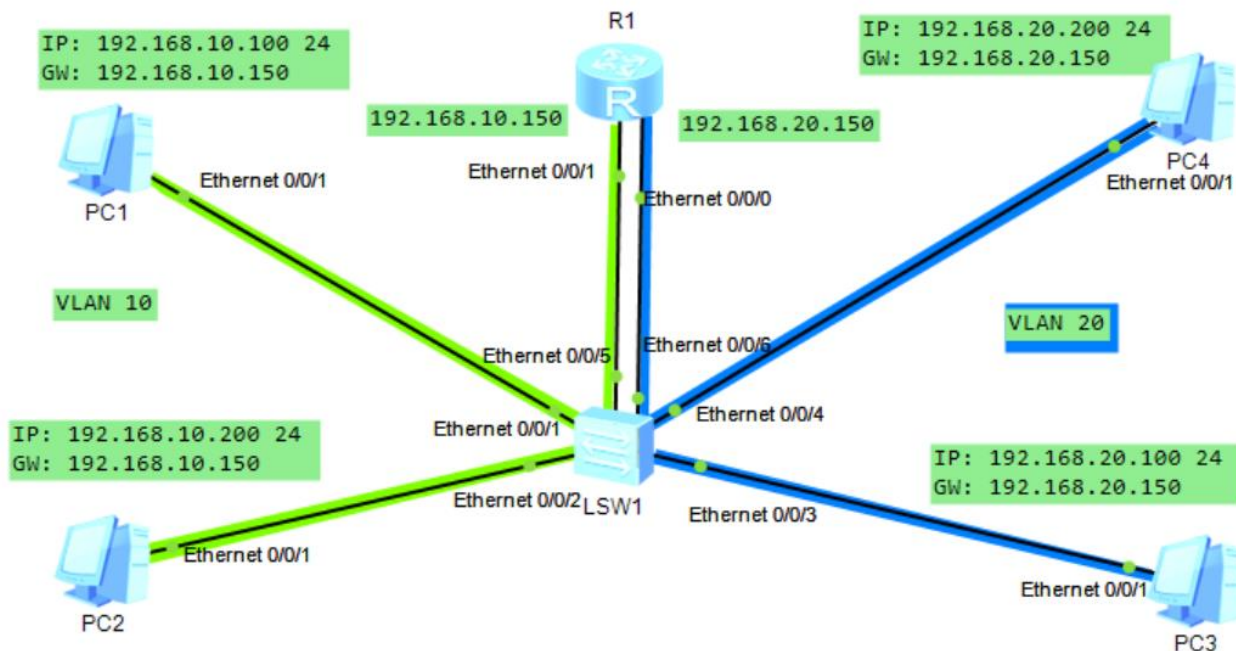 R1
IP: 192.168.10.100 24
GW: 192.168.10.150
IP: 192.168.20.200 24
GW: 192.168.20.150
R
192.168.10.150
192.168.20.150
PC4
Ethernet 0/0/1
Ethernet 0/0/1
Ethernet 0/0/1
PC1
Ethernet 0/0/0
VLAN 10
VLAN 20
Ethernet 0/0/5
Ethernet 0/0/6
Ethernet 0/0/4
Ethernet 0/0/1
IP: 192.168.10.200 24
GW: 192.168.10.150
IP: 192.168.20.100 24
GW: 192.168.20.150
Ethernet 0/0/2
LSW1
Ethernet 0/0/3
Ethernet 0/0/1
Ethernet 0/0/1
PC2
PC3